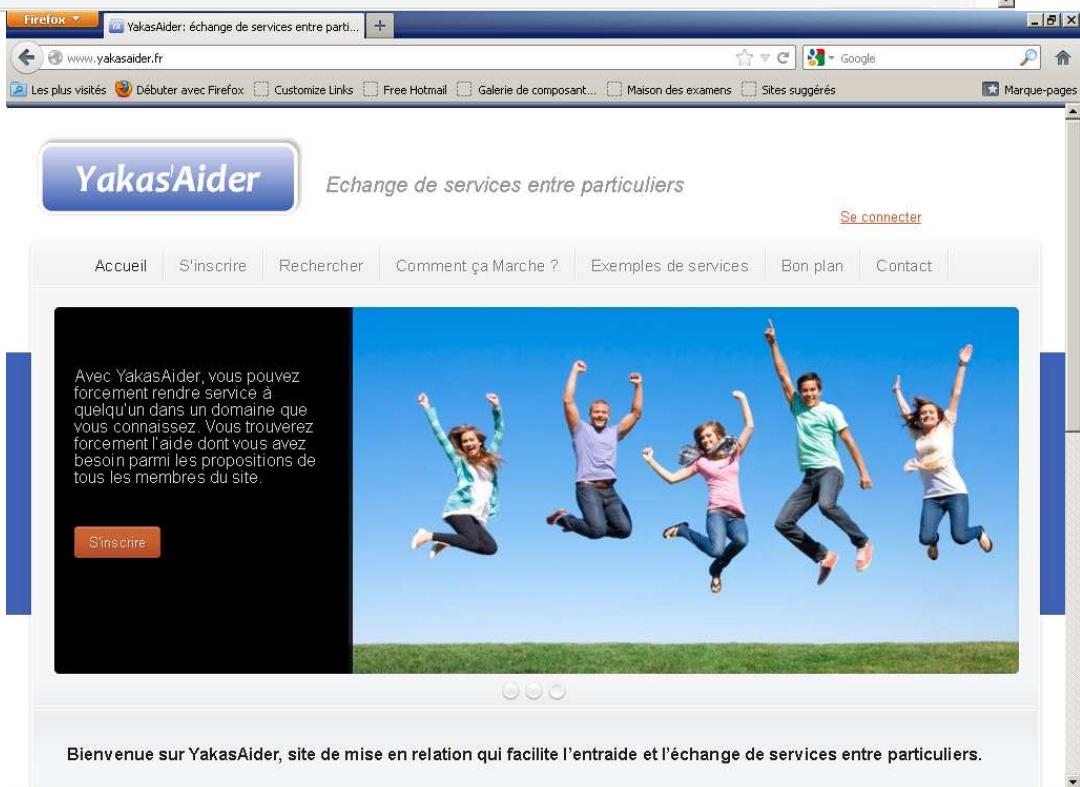 Firefox
YakasAider: échange de services entre parti...
www.yakasaider.fr
Google
Les plus visités Débuter avec Firefox Customize Links Free Hotmail Galerie de composant... Maison des examens Sites suggérés Marque-pages
Yakas'Aider
Echange de services entre particuliers
Se connecter
Accueil S'inscrire Rechercher Comment ça Marche ? Exemples de services Bon plan Contact
Avec YakasAider, vous pouvez
forcement rendre service à
quelqu'un dans un domaine que
vous connaissez. Vous trouverez
forcement l'aide dont vous avez
besoin parmi les propositions de
tous les membres du site.
S'inscrire
Bienvenue sur YakasAider, site de mise en relation qui facilite l'entraide et l'échange de services entre particuliers.